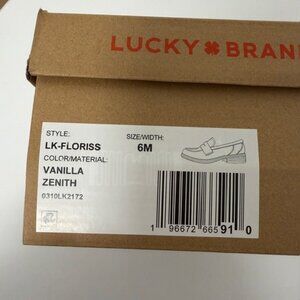 LUCKY BRAN
STYLE: SIZE/WIDTH:
LK-FLORISS 6M
COLOR/MATERIAL:
VANILLA
ZENITH
0310LK2172
1 96672 66591 0